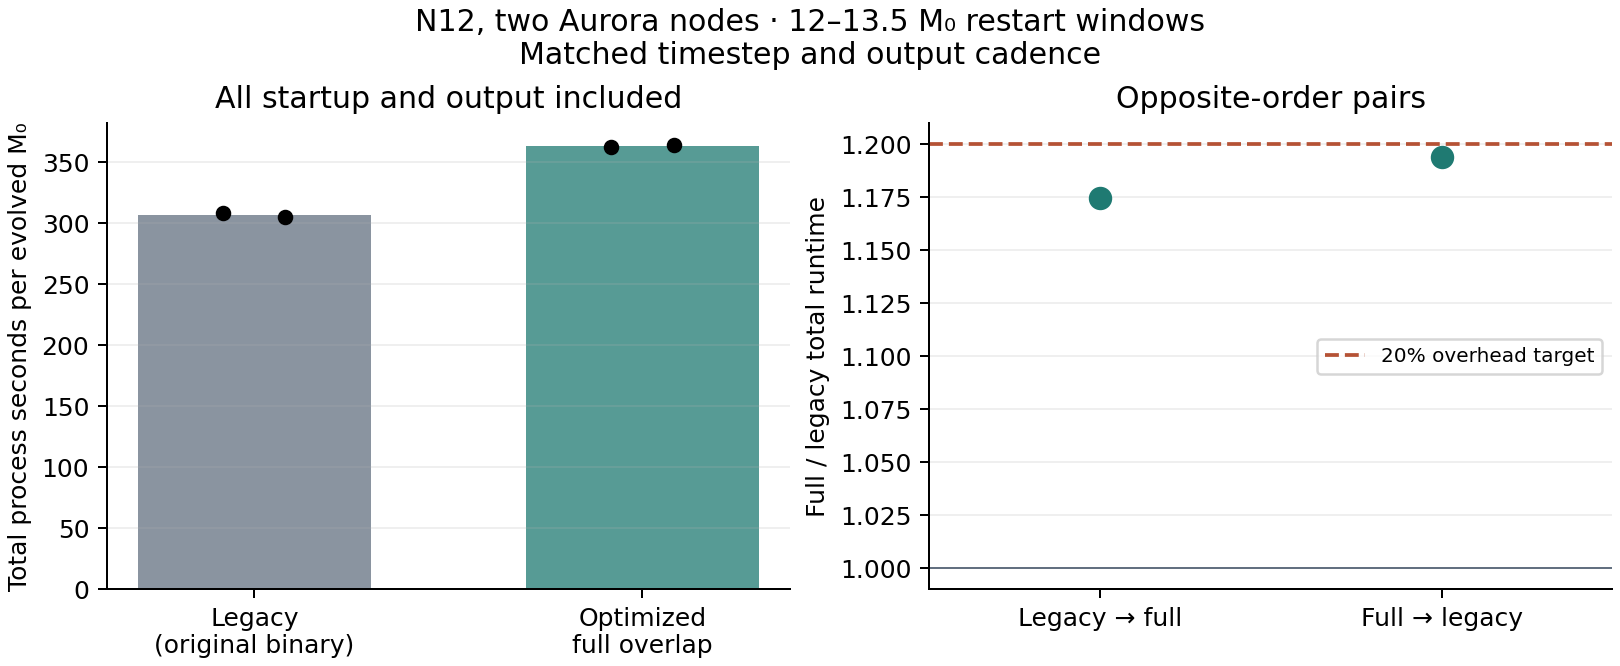 N12, two Aurora nodes · 12–13.5 M₀ restart windows
Matched timestep and output cadence
All startup and output included
Total process seconds per evolved M₀
350
300
250
200
150
100
50
0
Legacy
(original binary)
Optimized
full overlap
Opposite-order pairs
Full / legacy total runtime
1.200
1.175
1.150
1.125
1.100
1.075
1.050
1.025
1.000
20% overhead target
Legacy → full
Full → legacy